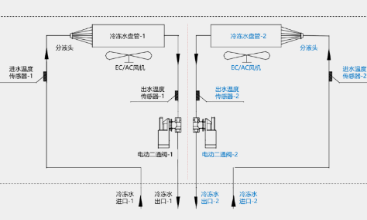 冷冻水盘管-1
冷冻水盘管-2
分液头
分液头
EC/AC风机
EC/AC风机
进水温度
传感器-1
进水温度
传感器-2
出水温度
传感器-1
出水温度
传感器-2
电动二通阀-1
电动二通阀-2
冷冻水
进口-1
冷冻水
出口-1
冷冻水
出口-2
冷冻水
进口-2